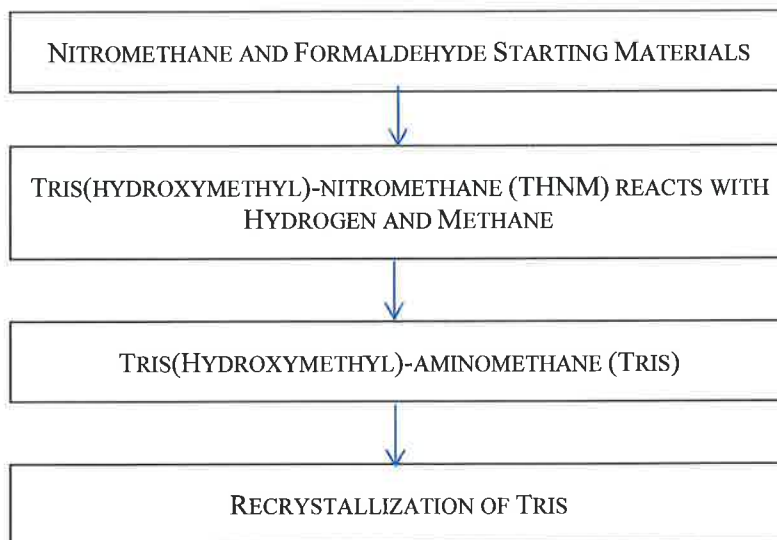 NITROMETHANE AND FORMALDEHYDE STARTING MATERIALS
TRIS(HYDROXYMETHYL)-NITROMETHANE (THNM) REACTS WITH
HYDROGEN AND METHANE
TRIS(HYDROXYMETHYL)-AMINOMETHANE (TRIS)
RECRYSTALLIZATION OF TRIS